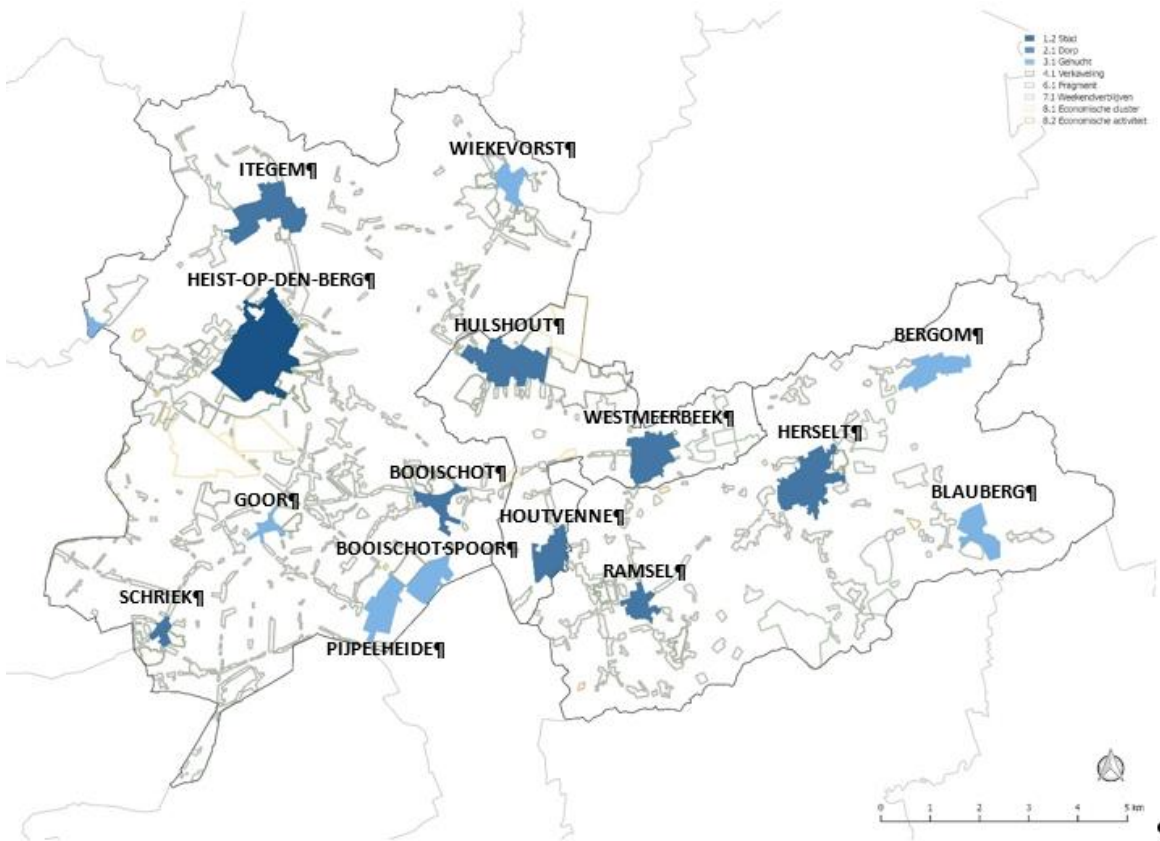 1.2 Stad
2.1 Dorp
3.1 Gehucht
4.1 Verkaveling
6.1 Fragment
7.1 Weekendverblijven
8.1 Economische cluster
8.2 Economische activiteit
WIEKEVORST¶
ITEGEM¶
HEIST-OP-DEN-BERG¶
HULSHOUT¶
BERGOM¶
WESTMEERBEEK¶
HERSELT¶
BOOISCHOT¶
GOOR¶
BLAUBERG¶
HOUTVENNE¶
BOOISCHOT·SPOOR¶
RAMSEL¶
SCHRIEK¶
PIJPELHEIDE¶
0 1 2 3 4 5 km